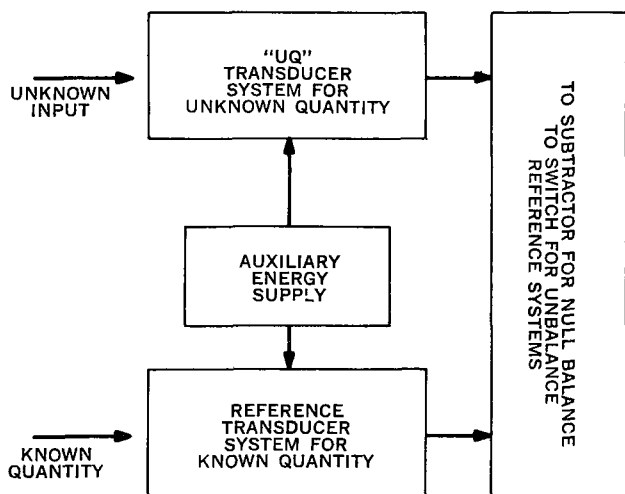 "UQ"
TRANSDUCER
SYSTEM FOR
UNKNOWN QUANTITY
UNKNOWN
INPUT
AUXILIARY
ENERGY
SUPPLY
REFERENCE
TRANSDUCER
SYSTEM FOR
KNOWN QUANTITY
KNOWN
QUANTITY
TO SUBTRACTOR FOR NULL BALANCE
TO SWITCH FOR UNBALANCE
REFERENCE SYSTEMS